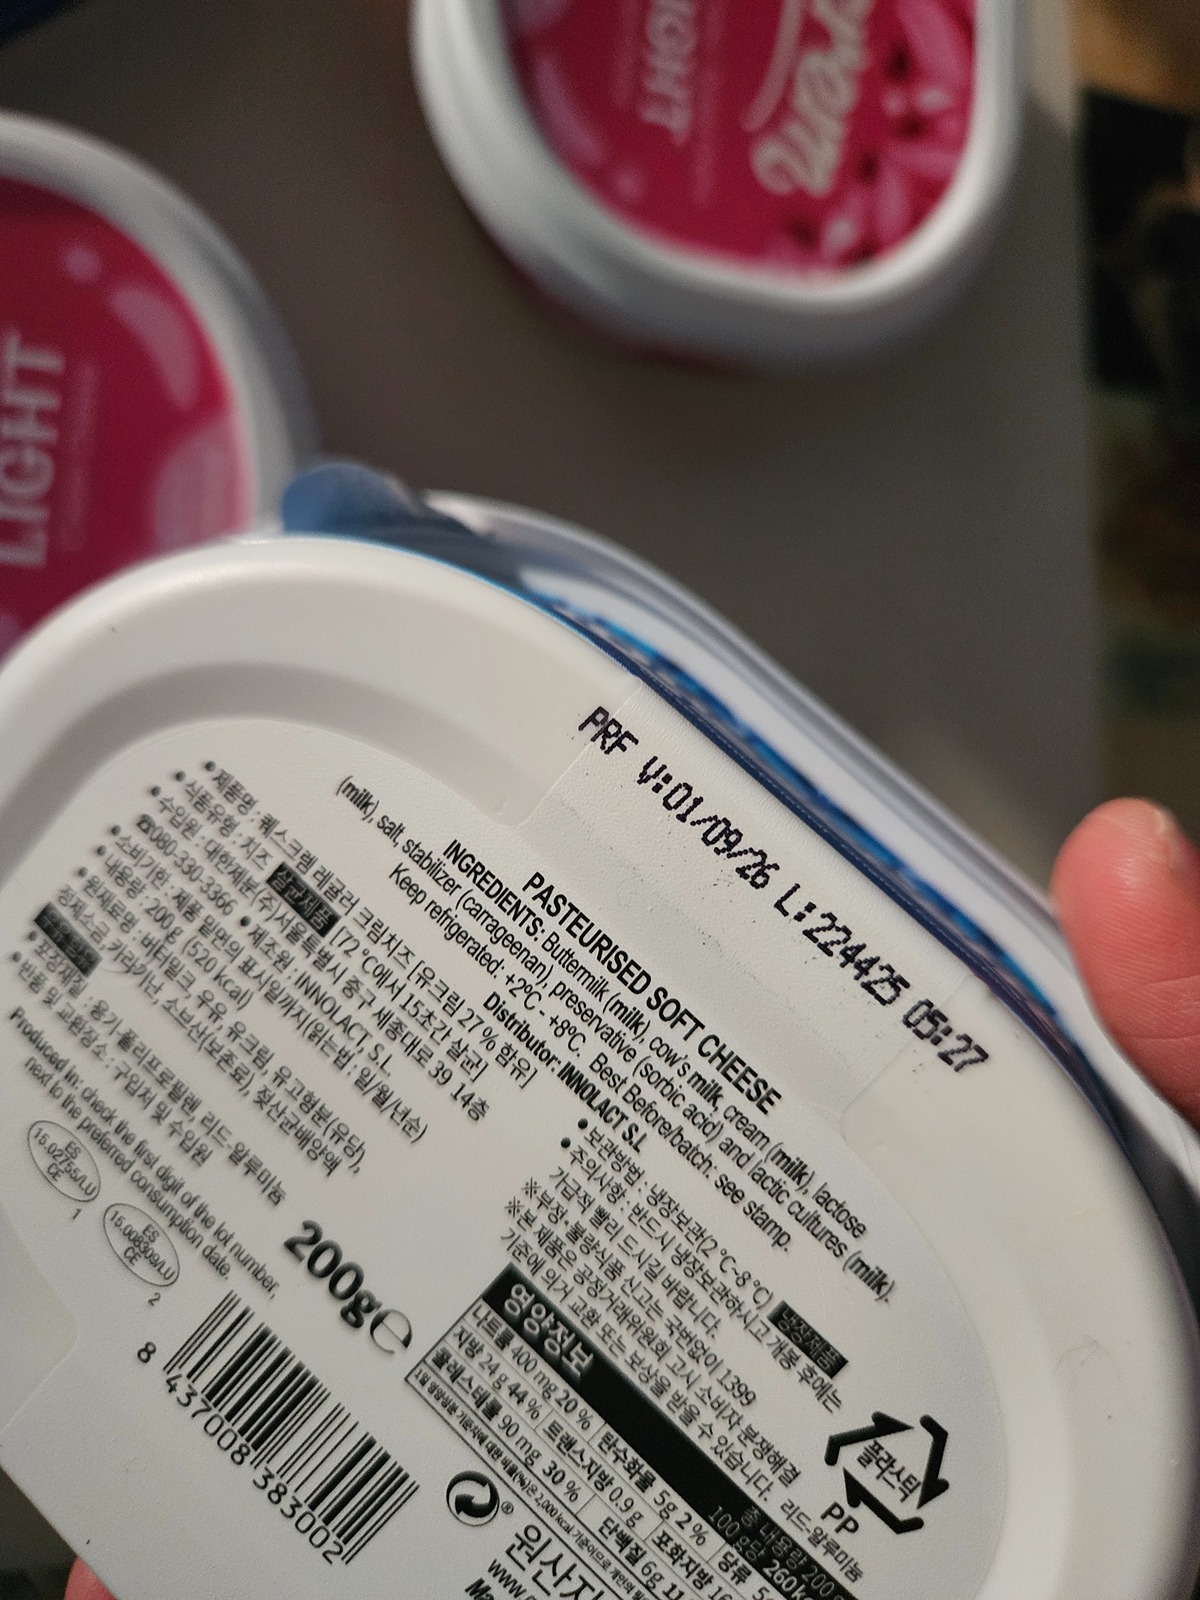 LIGHT
LIGHT
PRF V:01/09/26 L:224425 05:27
PASTEURISED SOFT CHEESE
INGREDIENTS: Buttermilk (milk), cow's milk, cream (milk), lactose
(milk), salt, stabilizer (carrageenan), preservative (sorbic acid) and lactic cultures (milk).
Keep refrigerated: +2ºC - +8ºC. Best Before/batch: see stamp.
Distributor: INNOLACT S.L
• 제품명 : 퀘스크렘 레귤러 크림치즈 [유크림 27 % 함유]
• 식품유형 : 치즈 살균제품 [72 °C에서 15초간 살균]
• 수입원 : 대한제분(주)서울특별시 중구 세종대로 39 14층
☎080-330-3366 • 제조원 : INNOLACT, S.L
• 소비기한 : 제품 밑면의 표시일까지(읽는법 : 일/월/년순)
• 내용량 : 200g (520 kcal)
• 원재료명 : 버터밀크, 우유, 유크림, 유고형분(유당),
정제소금, 카라기난, 소브산(보존료), 젖산균배양액
우유함유
• 포장재질 : 용기-폴리프로필렌, 리드-알루미늄
• 반품 및 교환장소 : 구입처 및 수입원
Produced in: check the first digit of the lot number,
next to the preferred consumption date.
ES
15.02755/LU
CE
1
ES
15.008309/LU
CE
2
200g ℮
8 437008 383002
• 보관방법 : 냉장보관(2 °C-8 °C) 냉장제품
• 주의사항 : 반드시 냉장보관하시고 개봉 후에는
가급적 빨리 드시길 바랍니다.
※부정·불량식품 신고는 국번없이 1399
※본 제품은 공정거래위원회 고시 소비자 분쟁해결
기준에 의거 교환 또는 보상을 받을 수 있습니다.
영양정보
총 내용량 200
100 g당 260
나트륨 400 mg 20 % 탄수화물 5g 2 % 당류
지방 24 g 44 % 트랜스지방 0.9 g 포화지방
콜레스테롤 90 mg 30 % 단백질 6g
플라스틱
PP
리드-알루미늄
원산지
www.